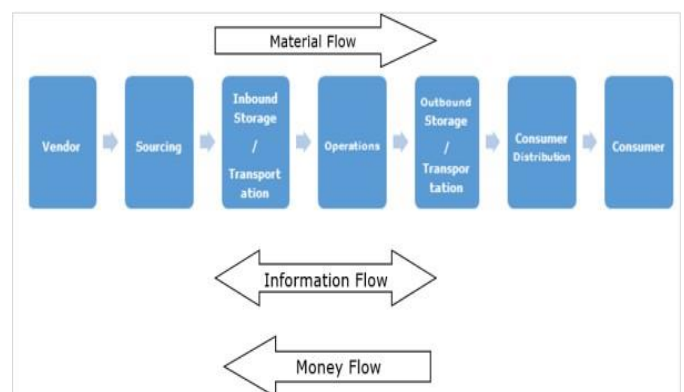 Material Flow
Vendor
Sourcing
Inbound
Storage
/
Transport
ation
Operations
Outbound
Storage
/
Transpor
tation
Consumer
Distribution
Consumer
Information Flow
Money Flow